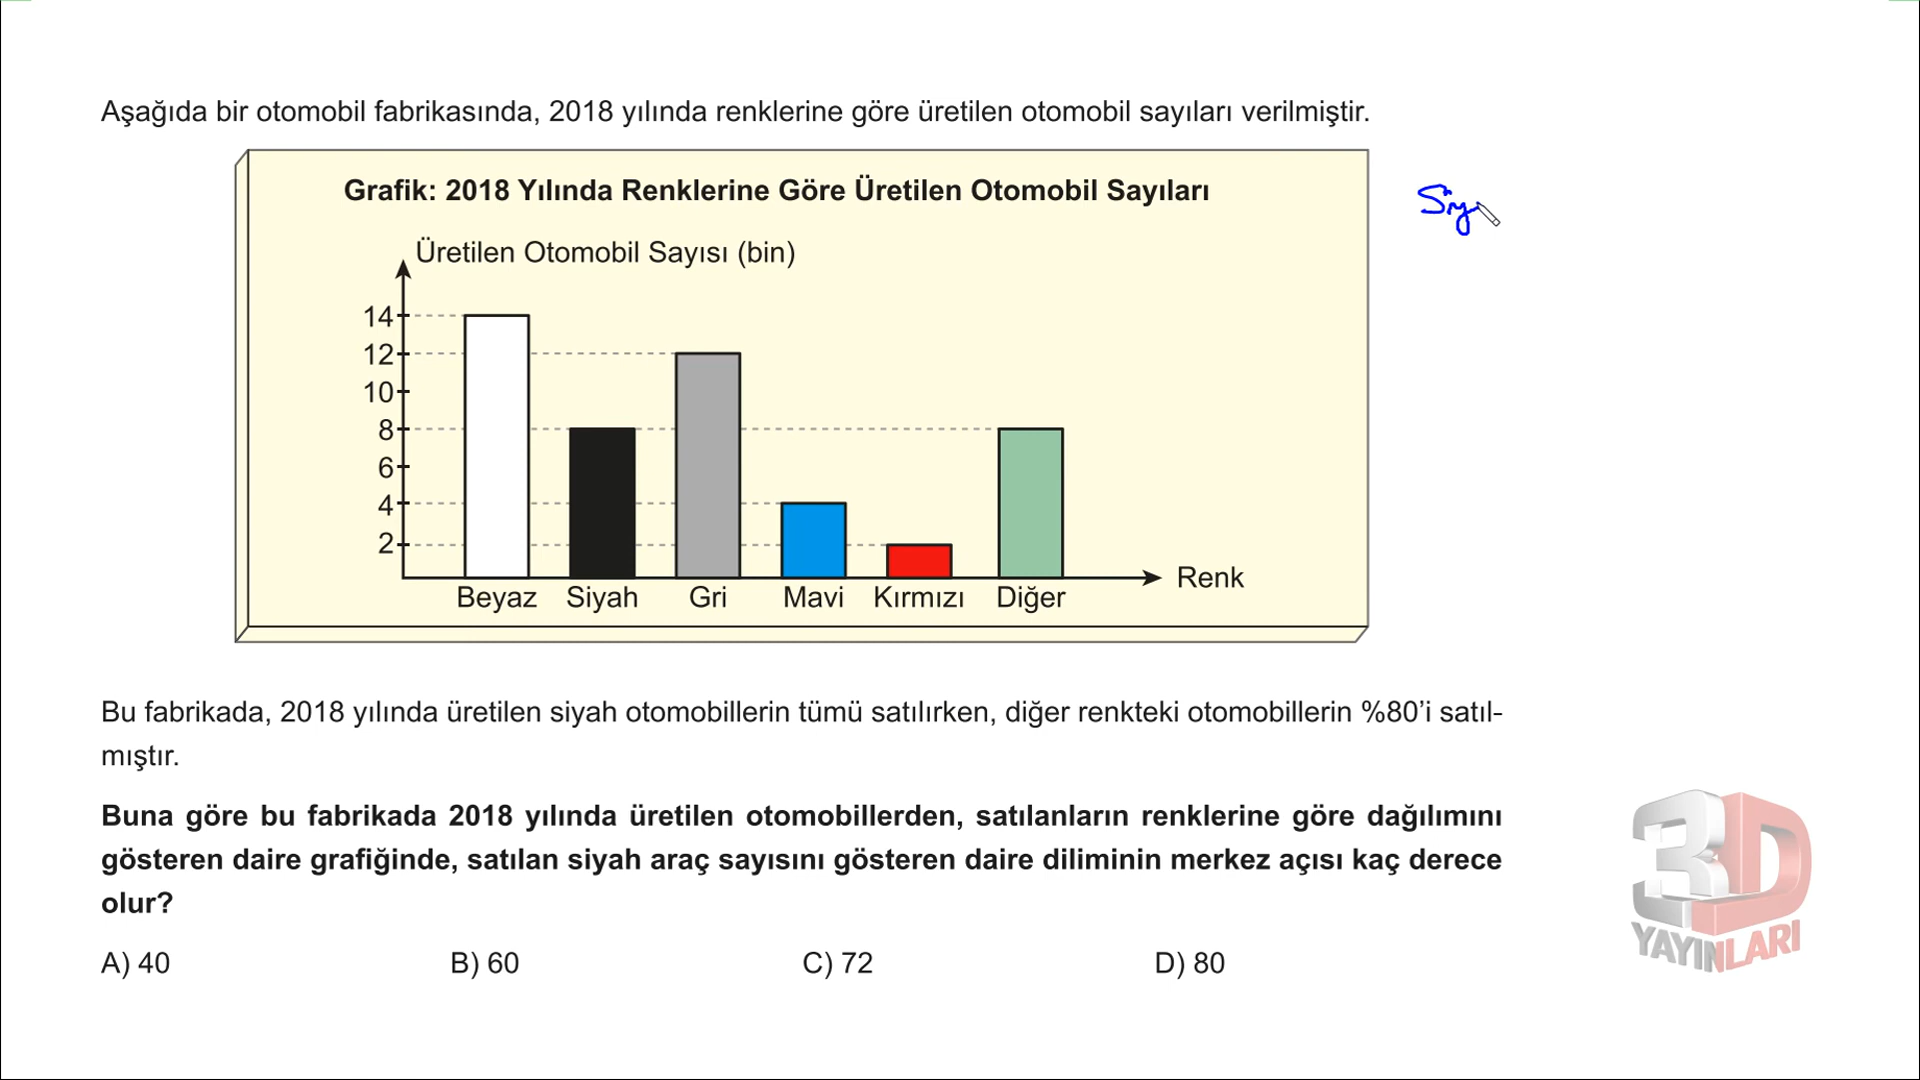 Aşağıda bir otomobil fabrikasında, 2018 yılında renklerine göre üretilen otomobil sayıları verilmiştir.
Grafik: 2018 Yılında Renklerine Göre Üretilen Otomobil Sayıları
Siy
Üretilen Otomobil Sayısı (bin)
14
12
10
8
6
4
2
Beyaz Siyah Gri Mavi Kırmızı Diğer
Renk
Bu fabrikada, 2018 yılında üretilen siyah otomobillerin tümü satılırken, diğer renkteki otomobillerin %80’i satıl-
mıştır.
Buna göre bu fabrikada 2018 yılında üretilen otomobillerden, satılanların renklerine göre dağılımını
gösteren daire grafiğinde, satılan siyah araç sayısını gösteren daire diliminin merkez açısı kaç derece
olur?
A) 40 B) 60 C) 72 D) 80
3D
YAYINLARI